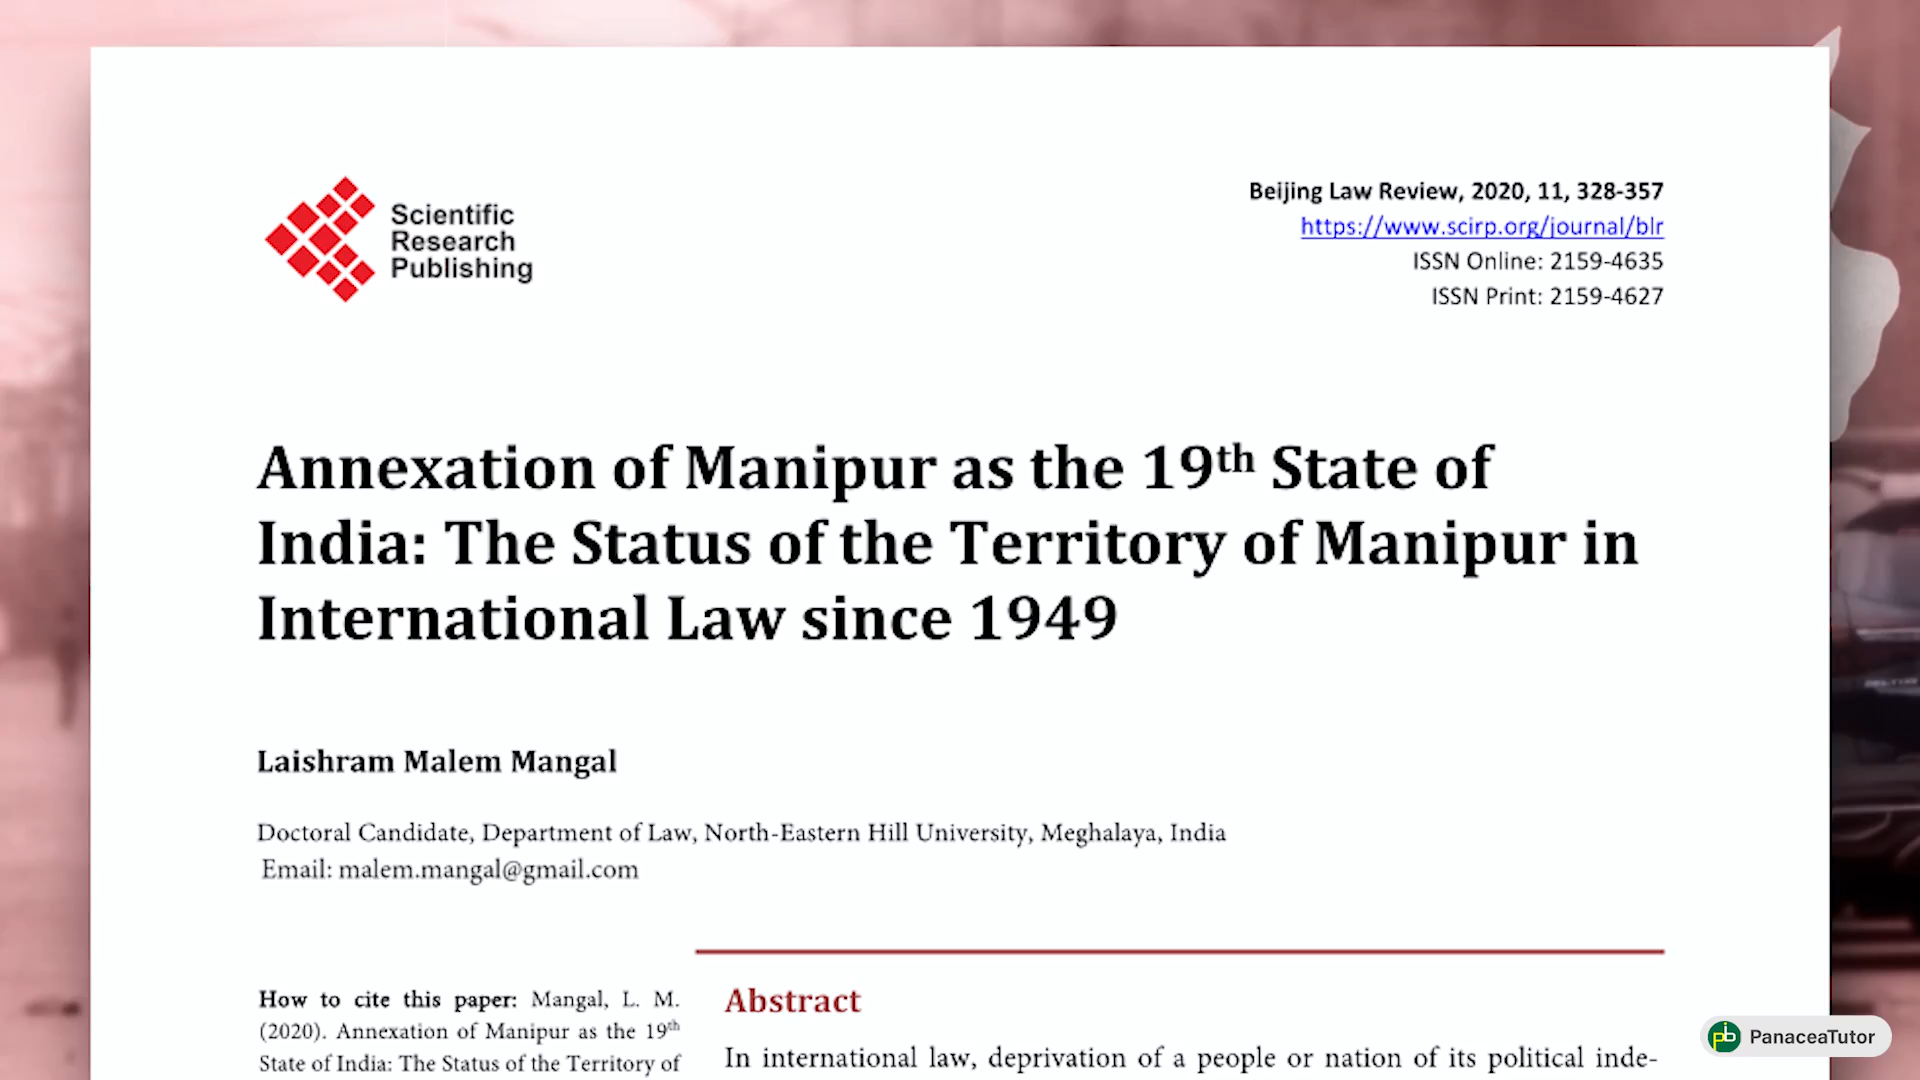 Scientific
Research
Publishing
Beijing Law Review, 2020, 11, 328-357
https://www.scirp.org/journal/blr
ISSN Online: 2159-4635
ISSN Print: 2159-4627
Annexation of Manipur as the 19th State of
India: The Status of the Territory of Manipur in
International Law since 1949
Laishram Malem Mangal
Doctoral Candidate, Department of Law, North-Eastern Hill University, Meghalaya, India
Email: malem.mangal@gmail.com
How to cite this paper: Mangal, L. M.
(2020). Annexation of Manipur as the 19th
State of India: The Status of the Territory of
Abstract
In international law, deprivation of a people or nation of its political inde-
pb PanaceaTutor